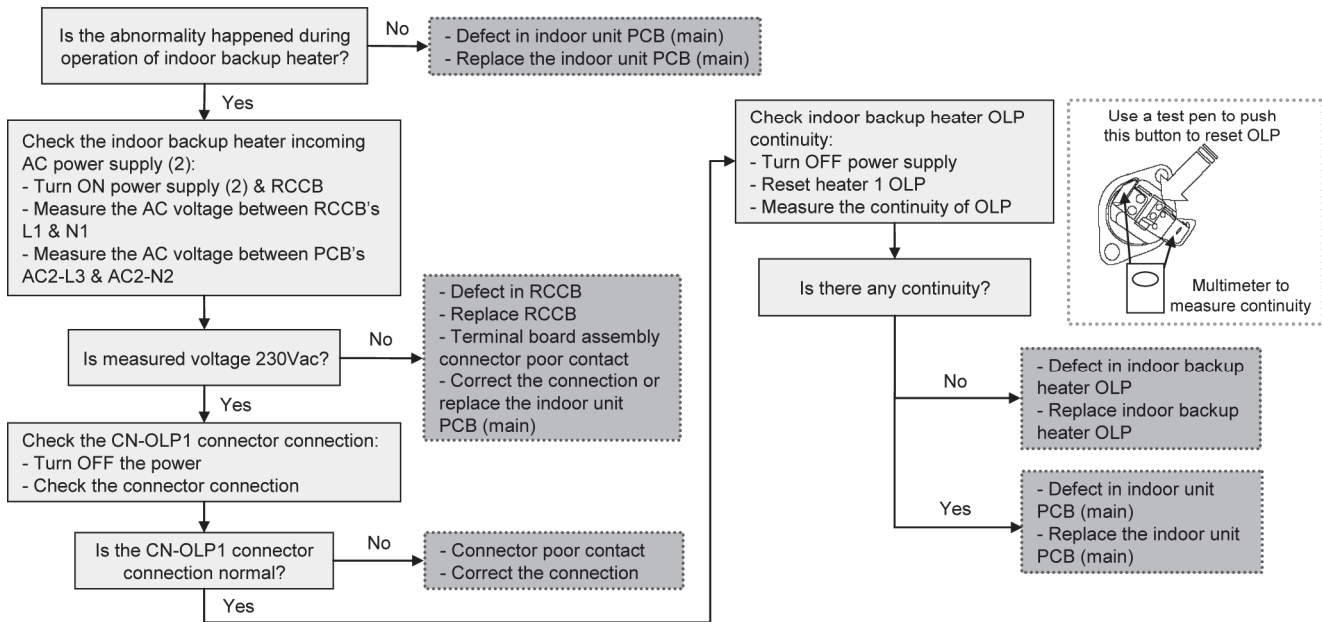 Is the abnormality happened during
operation of indoor backup heater?
No
- Defect in indoor unit PCB (main)
- Replace the indoor unit PCB (main)
Yes
Check the indoor backup heater incoming
AC power supply (2):
- Turn ON power supply (2) & RCCB
- Measure the AC voltage between RCCB's
L1 & N1
- Measure the AC voltage between PCB's
AC2-L3 & AC2-N2
Is measured voltage 230Vac?
No
- Defect in RCCB
- Replace RCCB
- Terminal board assembly
connector poor contact
- Correct the connection or
replace the indoor unit
PCB (main)
Yes
Check the CN-OLP1 connector connection:
- Turn OFF the power
- Check the connector connection
Is the CN-OLP1 connector
connection normal?
No
- Connector poor contact
- Correct the connection
Yes
Check indoor backup heater OLP
continuity:
- Turn OFF power supply
- Reset heater 1 OLP
- Measure the continuity of OLP
Use a test pen to push
this button to reset OLP
Multimeter to
measure continuity
Is there any continuity?
No
- Defect in indoor backup
heater OLP
- Replace indoor backup
heater OLP
Yes
- Defect in indoor unit
PCB (main)
- Replace the indoor unit
PCB (main)